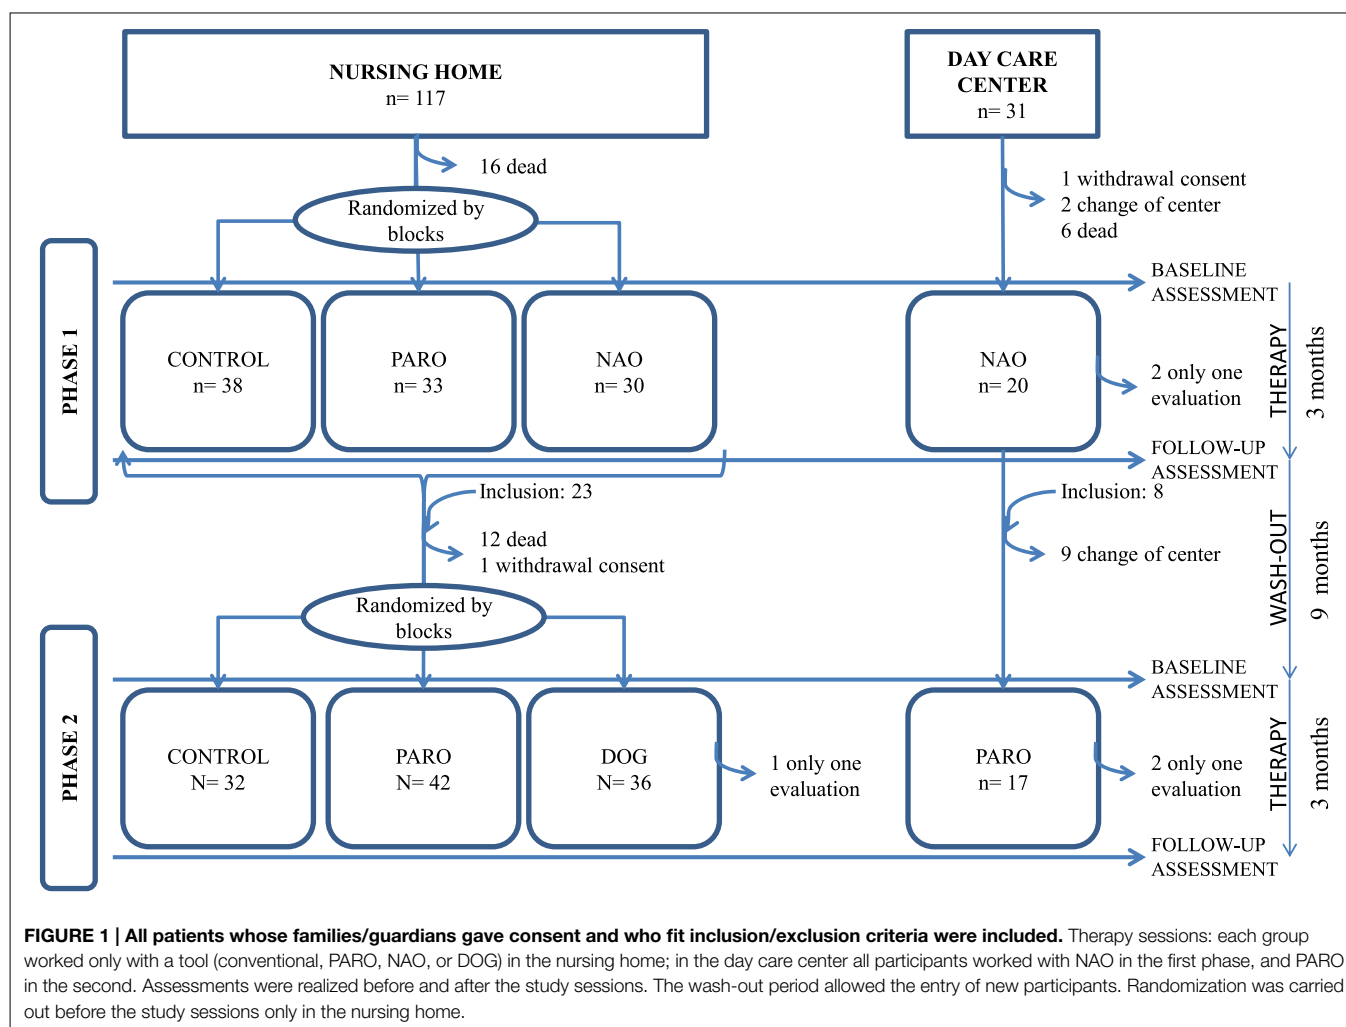 NURSING HOME
n= 117
DAY CARE
CENTER
n= 31
16 dead
1 withdrawal consent
2 change of center
6 dead
Randomized by
blocks
PHASE 1
BASELINE
ASSESSMENT
CONTROL
n= 38
PARO
n= 33
NAO
n= 30
NAO
n= 20
2 only one
evaluation
THERAPY
3 months
FOLLOW-UP
ASSESSMENT
Inclusion: 23
12 dead
1 withdrawal consent
Inclusion: 8
9 change of center
WASH-OUT
9 months
Randomized by
blocks
PHASE 2
BASELINE
ASSESSMENT
CONTROL
N= 32
PARO
N= 42
DOG
N= 36
1 only one
evaluation
PARO
n= 17
2 only one
evaluation
THERAPY
3 months
FOLLOW-UP
ASSESSMENT
FIGURE 1 | All patients whose families/guardians gave consent and who fit inclusion/exclusion criteria were included. Therapy sessions: each group
worked only with a tool (conventional, PARO, NAO, or DOG) in the nursing home; in the day care center all participants worked with NAO in the first phase, and PARO
in the second. Assessments were realized before and after the study sessions. The wash-out period allowed the entry of new participants. Randomization was carried
out before the study sessions only in the nursing home.